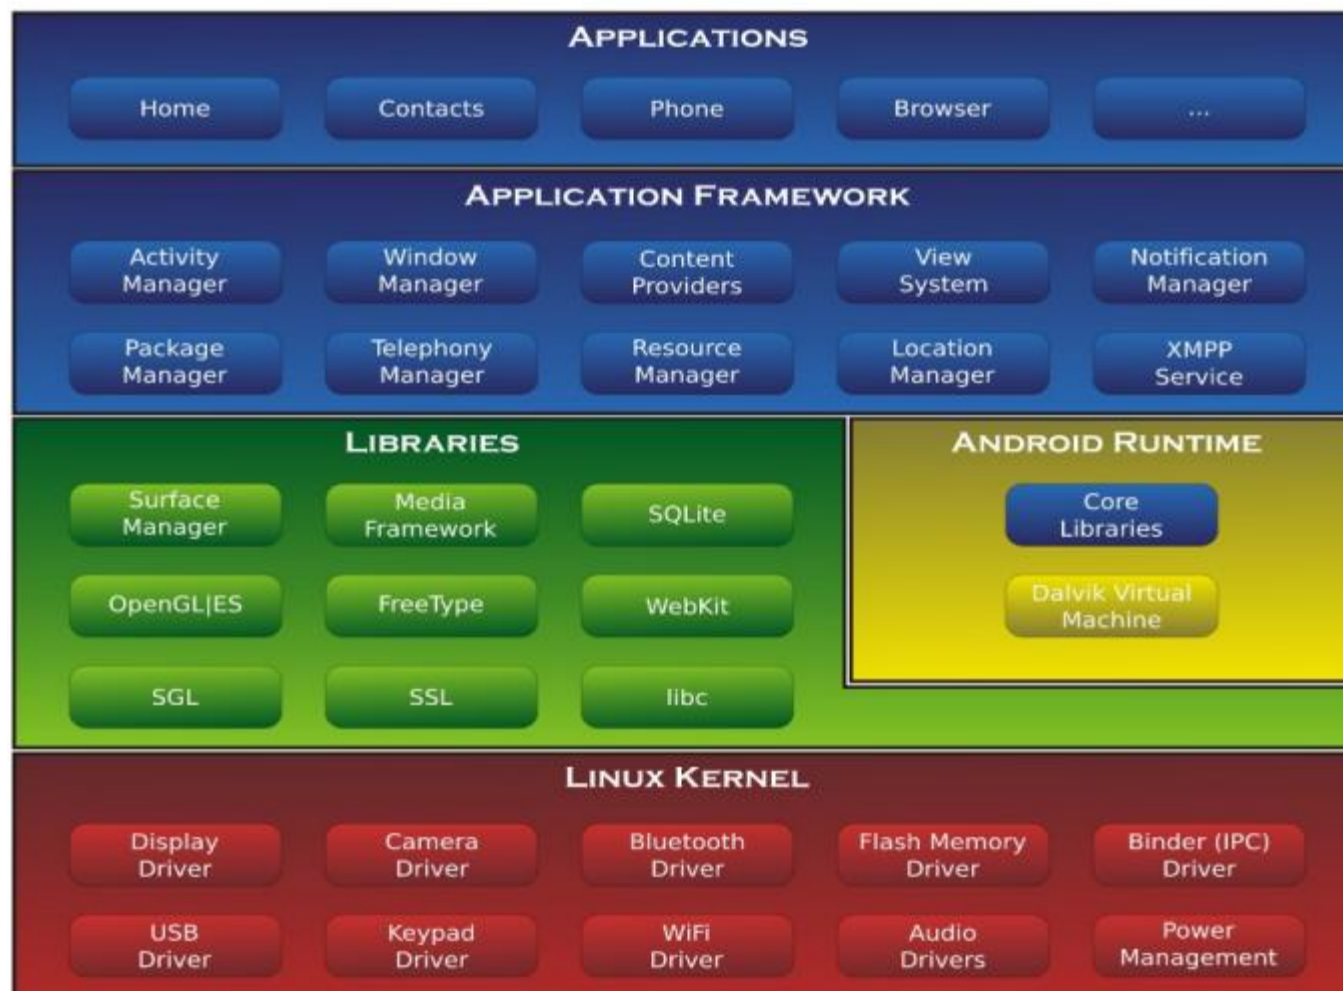 APPLICATIONS
Home
Contacts
Phone
Browser
...
APPLICATION FRAMEWORK
Activity
Manager
Window
Manager
Content
Providers
View
System
Notification
Manager
Package
Manager
Telephony
Manager
Resource
Manager
Location
Manager
XMPP
Service
LIBRARIES
Surface
Manager
Media
Framework
SQLite
OpenGL|ES
FreeType
WebKit
SGL
SSL
libc
ANDROID RUNTIME
Core
Libraries
Dalvik Virtual
Machine
LINUX KERNEL
Display
Driver
Camera
Driver
Bluetooth
Driver
Flash Memory
Driver
Binder (IPC)
Driver
USB
Driver
Keypad
Driver
WiFi
Driver
Audio
Drivers
Power
Management